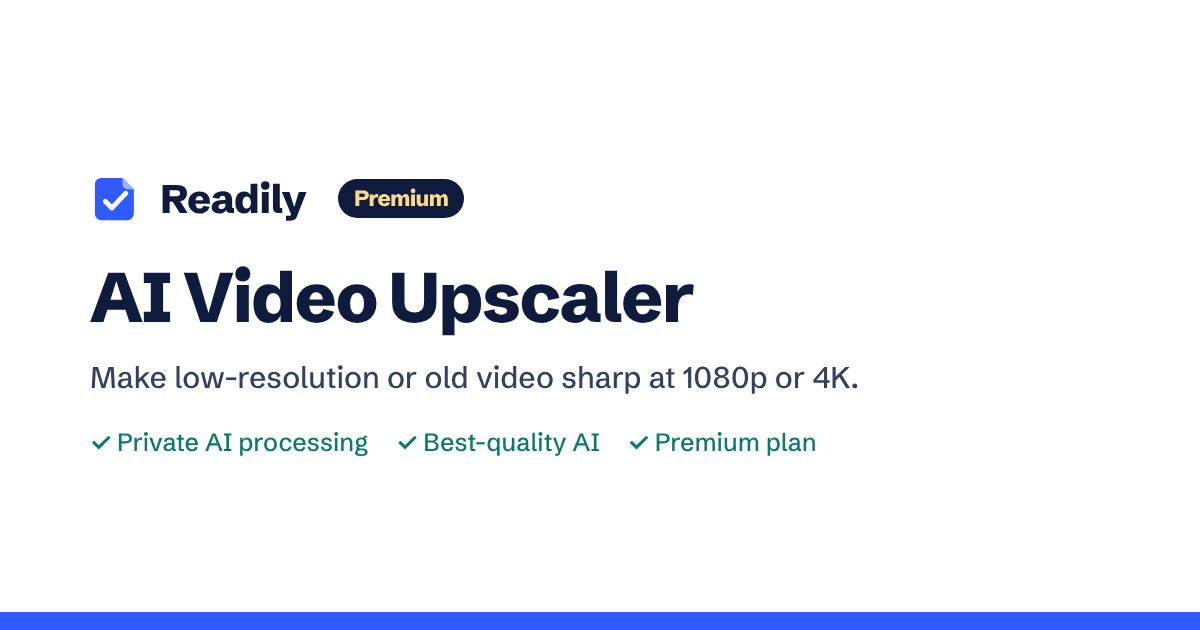 Readily Premium
AI Video Upscaler
Make low-resolution or old video sharp at 1080p or 4K.
✓ Private AI processing ✓ Best-quality AI ✓ Premium plan